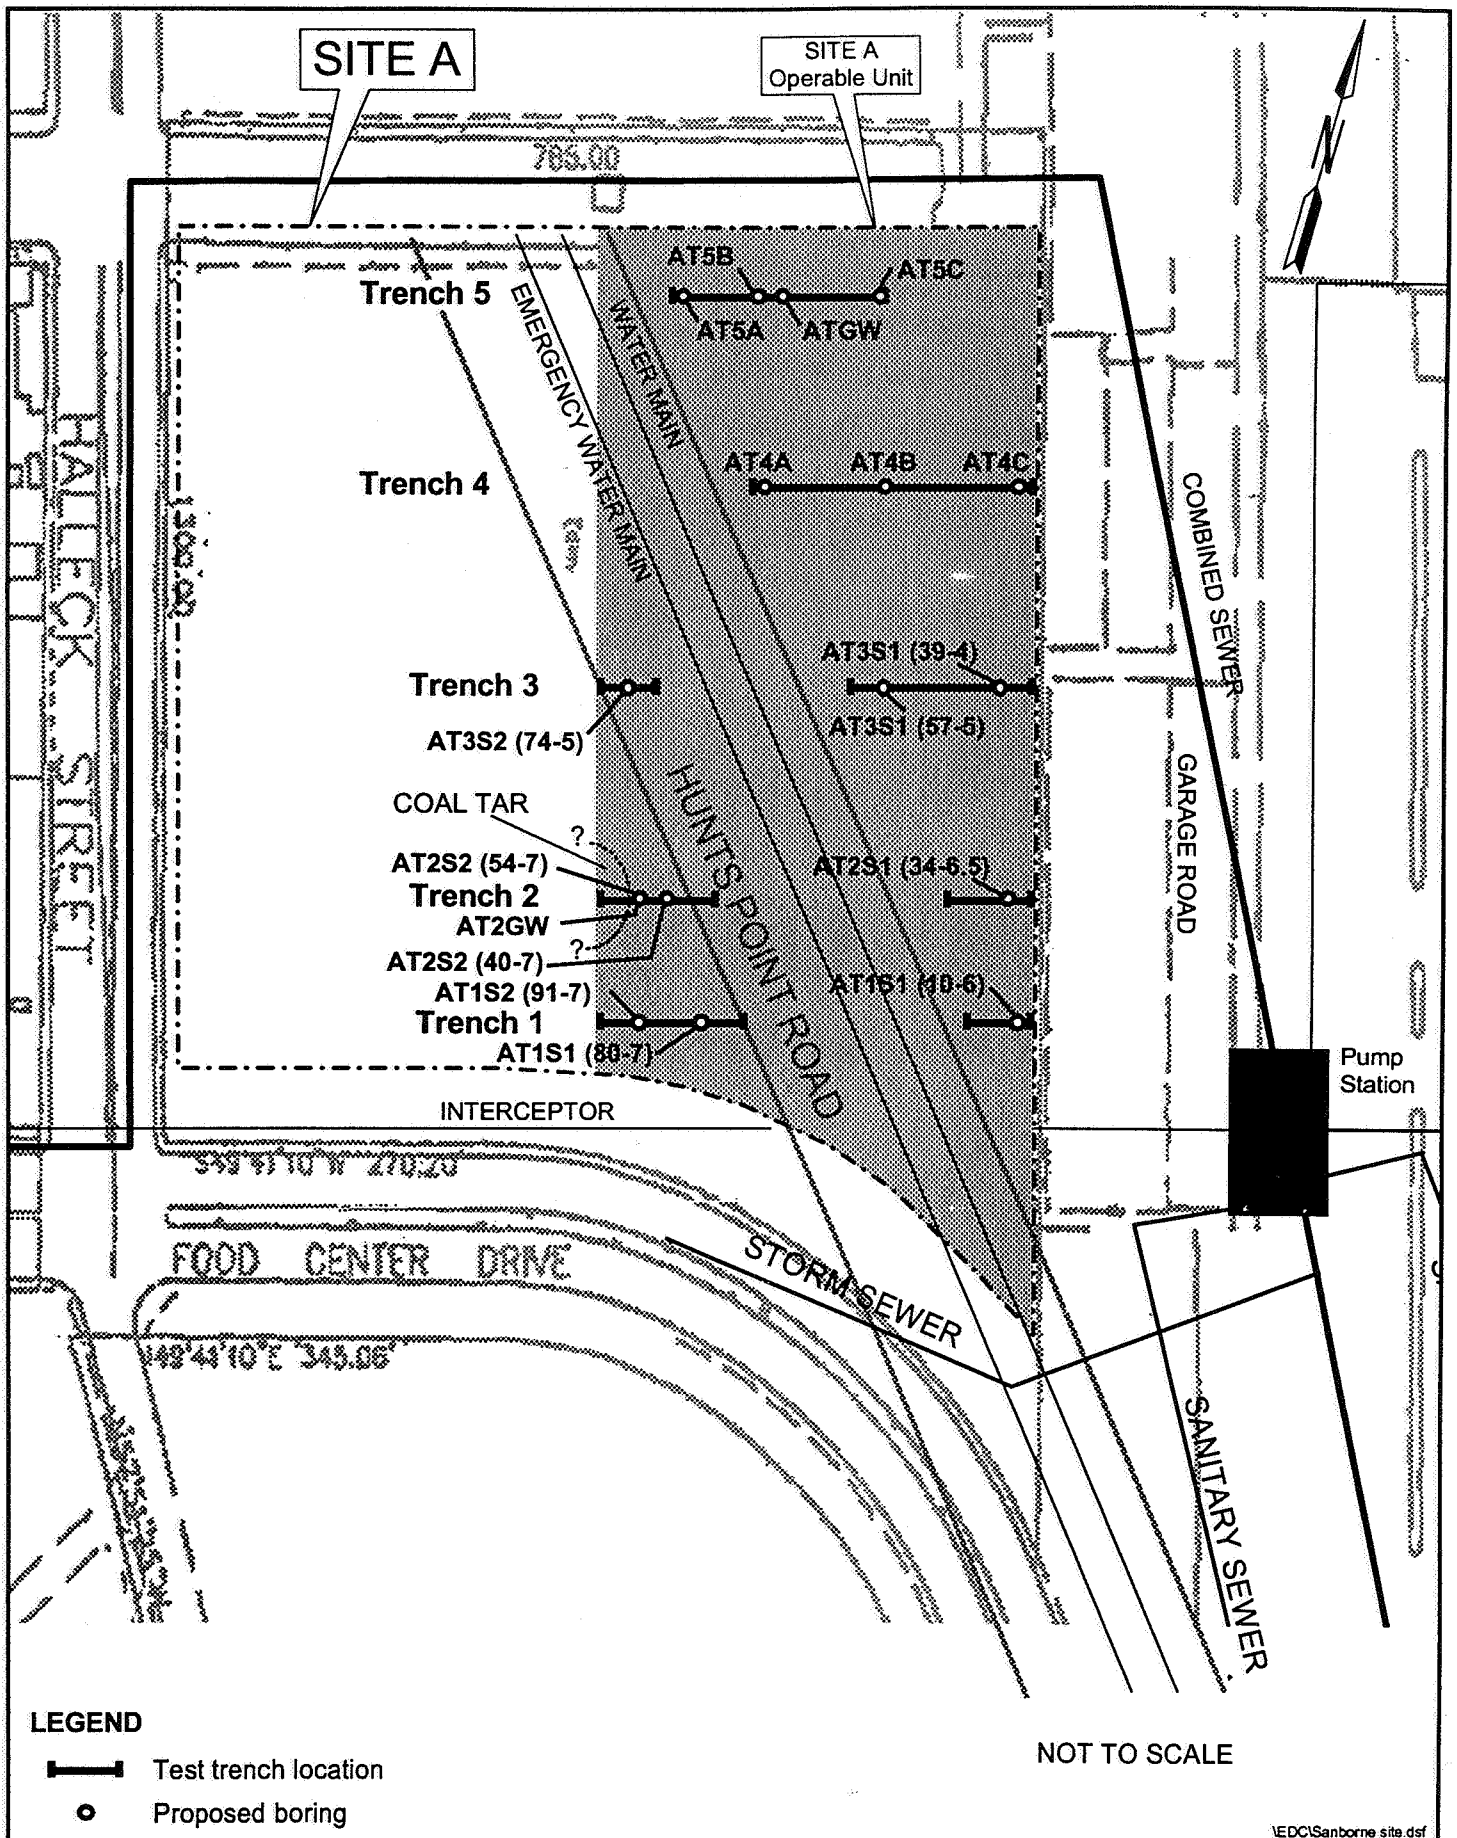 SITE A
SITE A
Operable Unit
N
785.00
AT5B
AT5C
Trench 5
AT5A
ATGW
EMERGENCY WATER MAIN
WATER MAIN
HALLECK STREET
Trench 4
AT4A
AT4B
AT4C
COMBINED SEWER
AT3S1 (39-4)
Trench 3
AT3S1 (57-5)
AT3S2 (74-5)
HUNTS POINT ROAD
GARAGE ROAD
COAL TAR
?
AT2S2 (54-7)
AT2S1 (34-6.5)
Trench 2
AT2GW
?
AT2S2 (40-7)
AT1S2 (91-7)
AT1S1 (10-6)
Trench 1
AT1S1 (80-7)
Pump
Station
INTERCEPTOR
FOOD CENTER DRIVE
STORM SEWER
SANITARY SEWER
LEGEND
Test trench location
Proposed boring
NOT TO SCALE
\EDC\Sanborne site.dsf